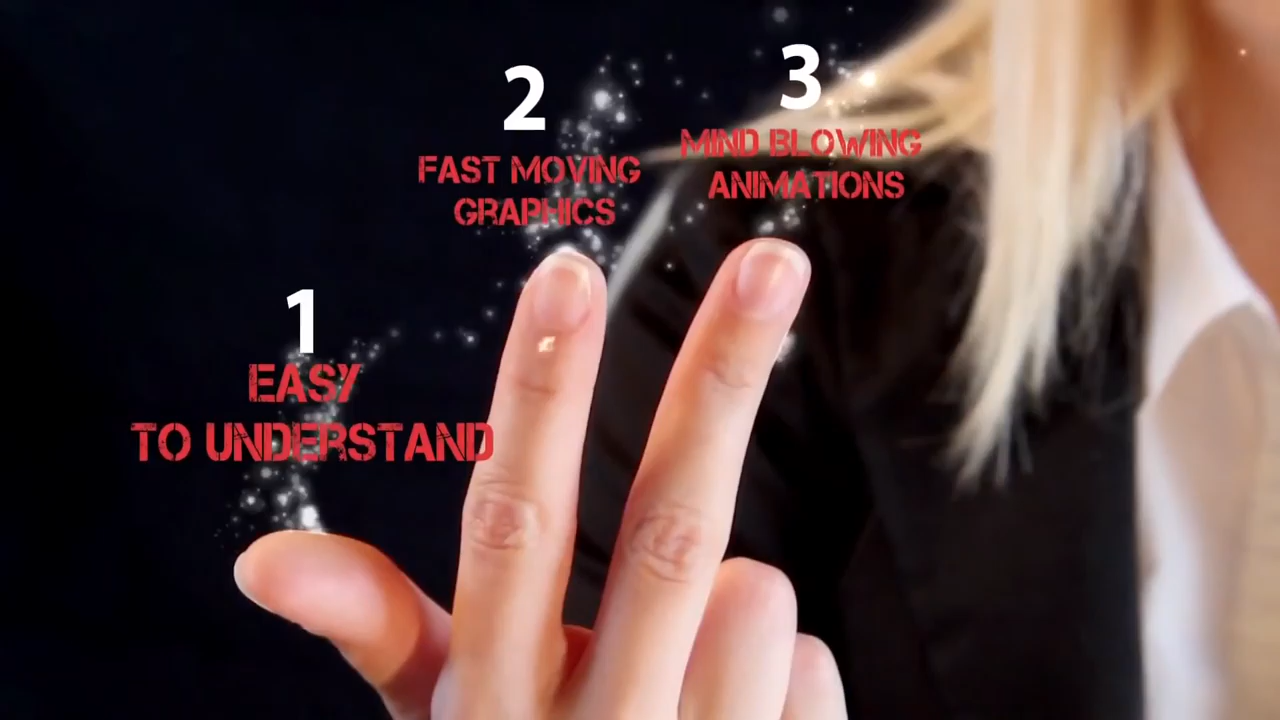 1
EASY
TO UNDERSTAND
2
FAST MOVING
GRAPHICS
3
MIND BLOWING
ANIMATIONS